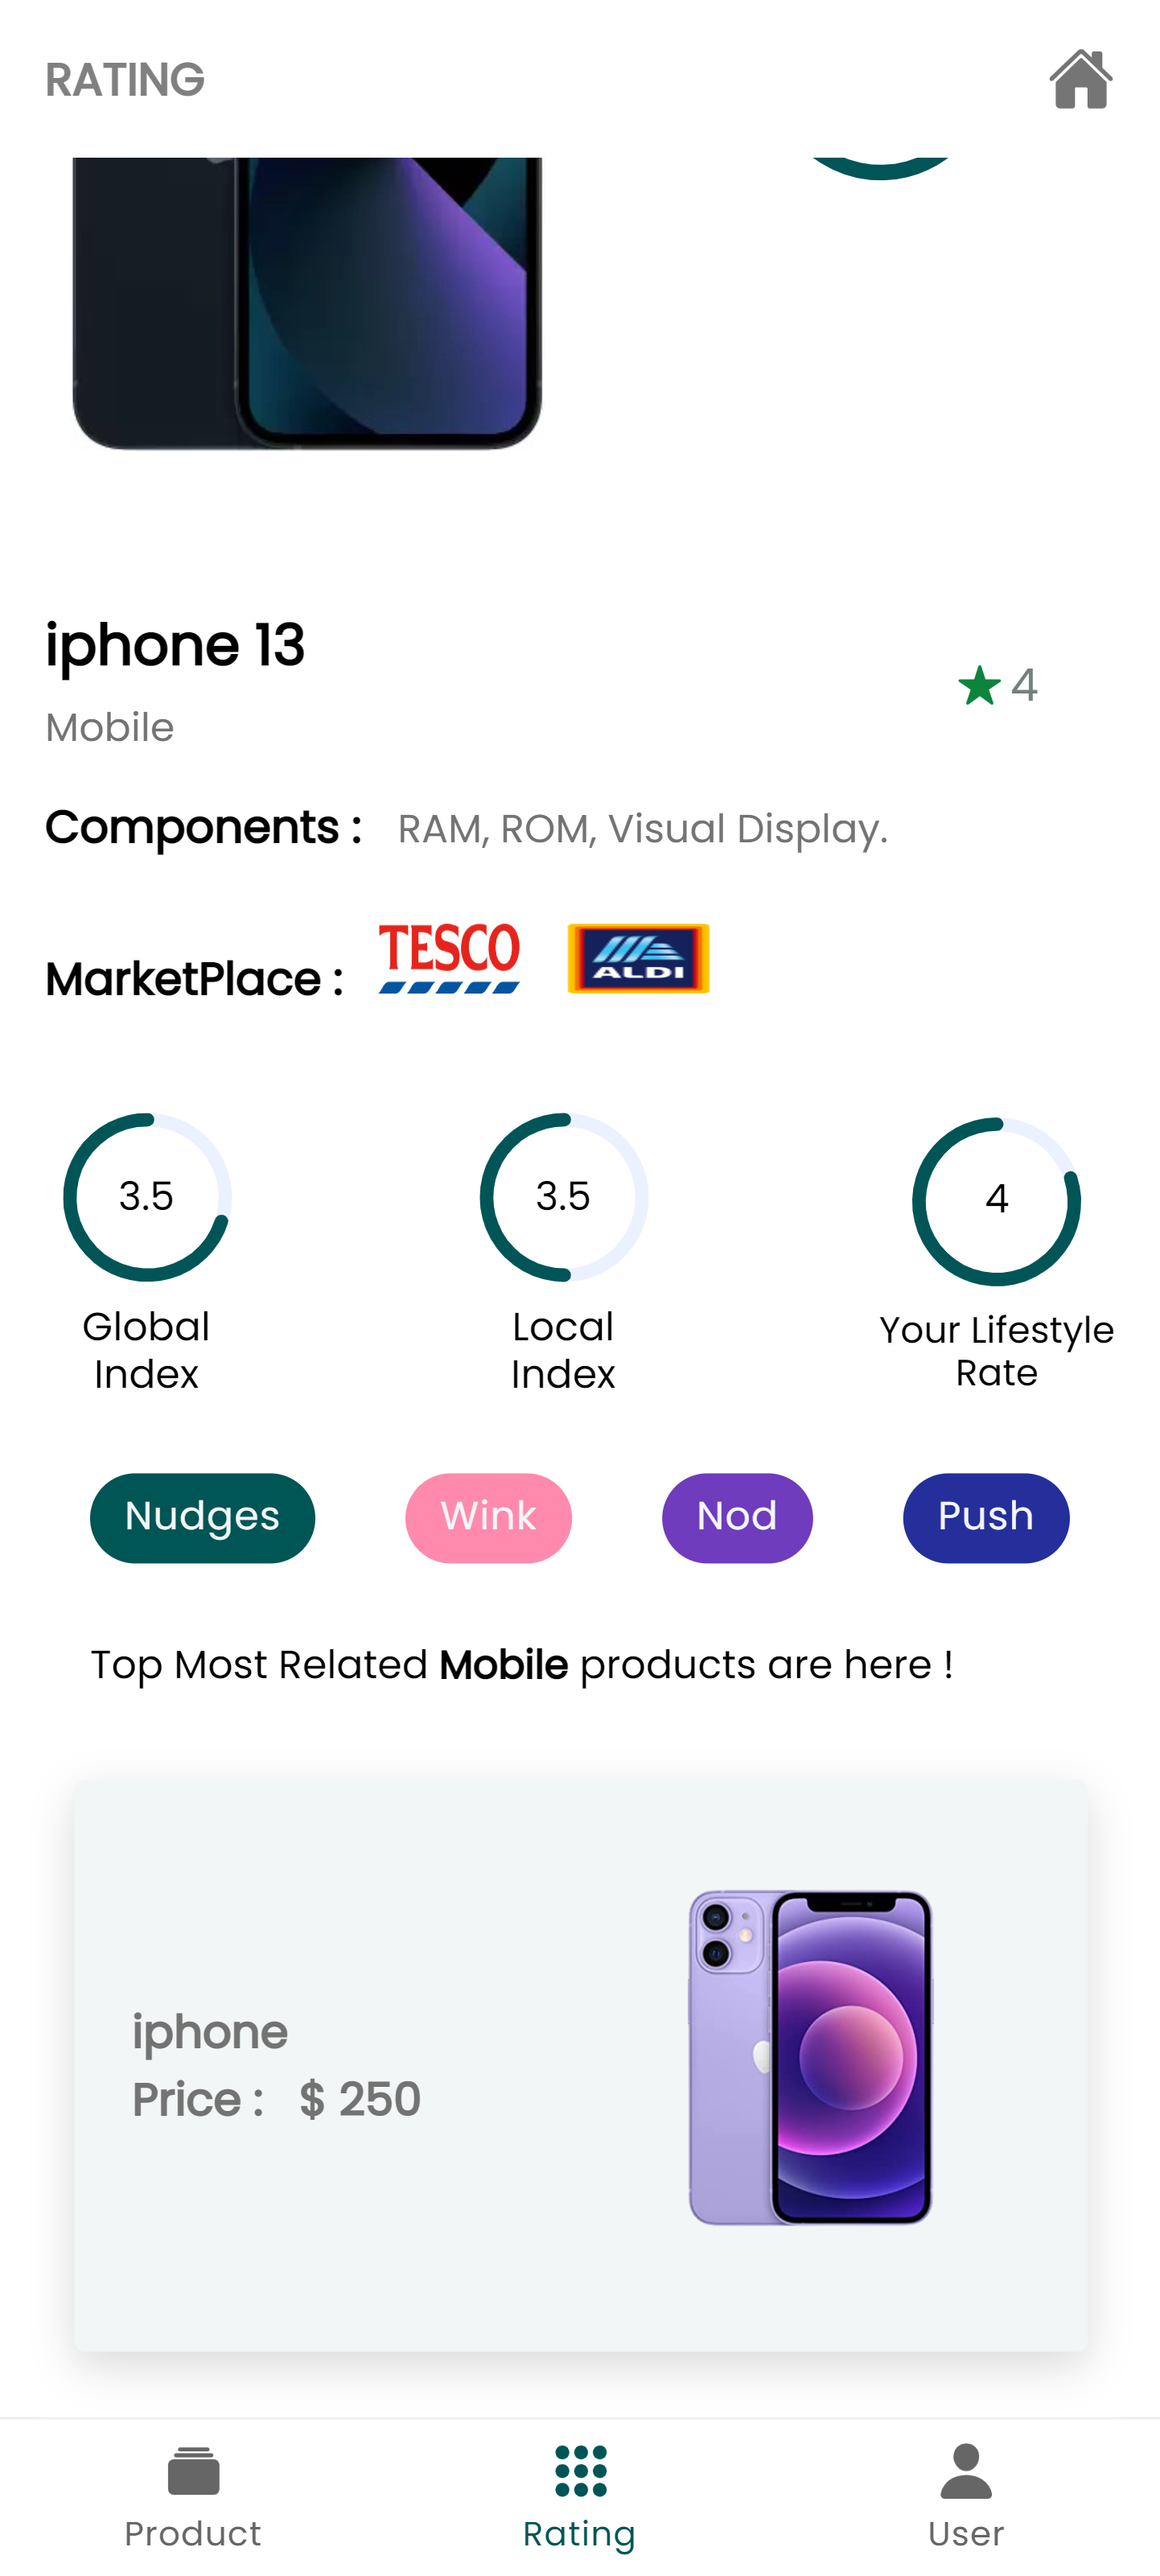 RATING
iphone 13
Mobile
4
Components : RAM, ROM, Visual Display.
MarketPlace : TESCO ALDI
3.5 3.5 4
Global Index
Local Index
Your Lifestyle Rate
Nudges Wink Nod Push
Top Most Related Mobile products are here !
iphone
Price : $ 250
Product Rating User